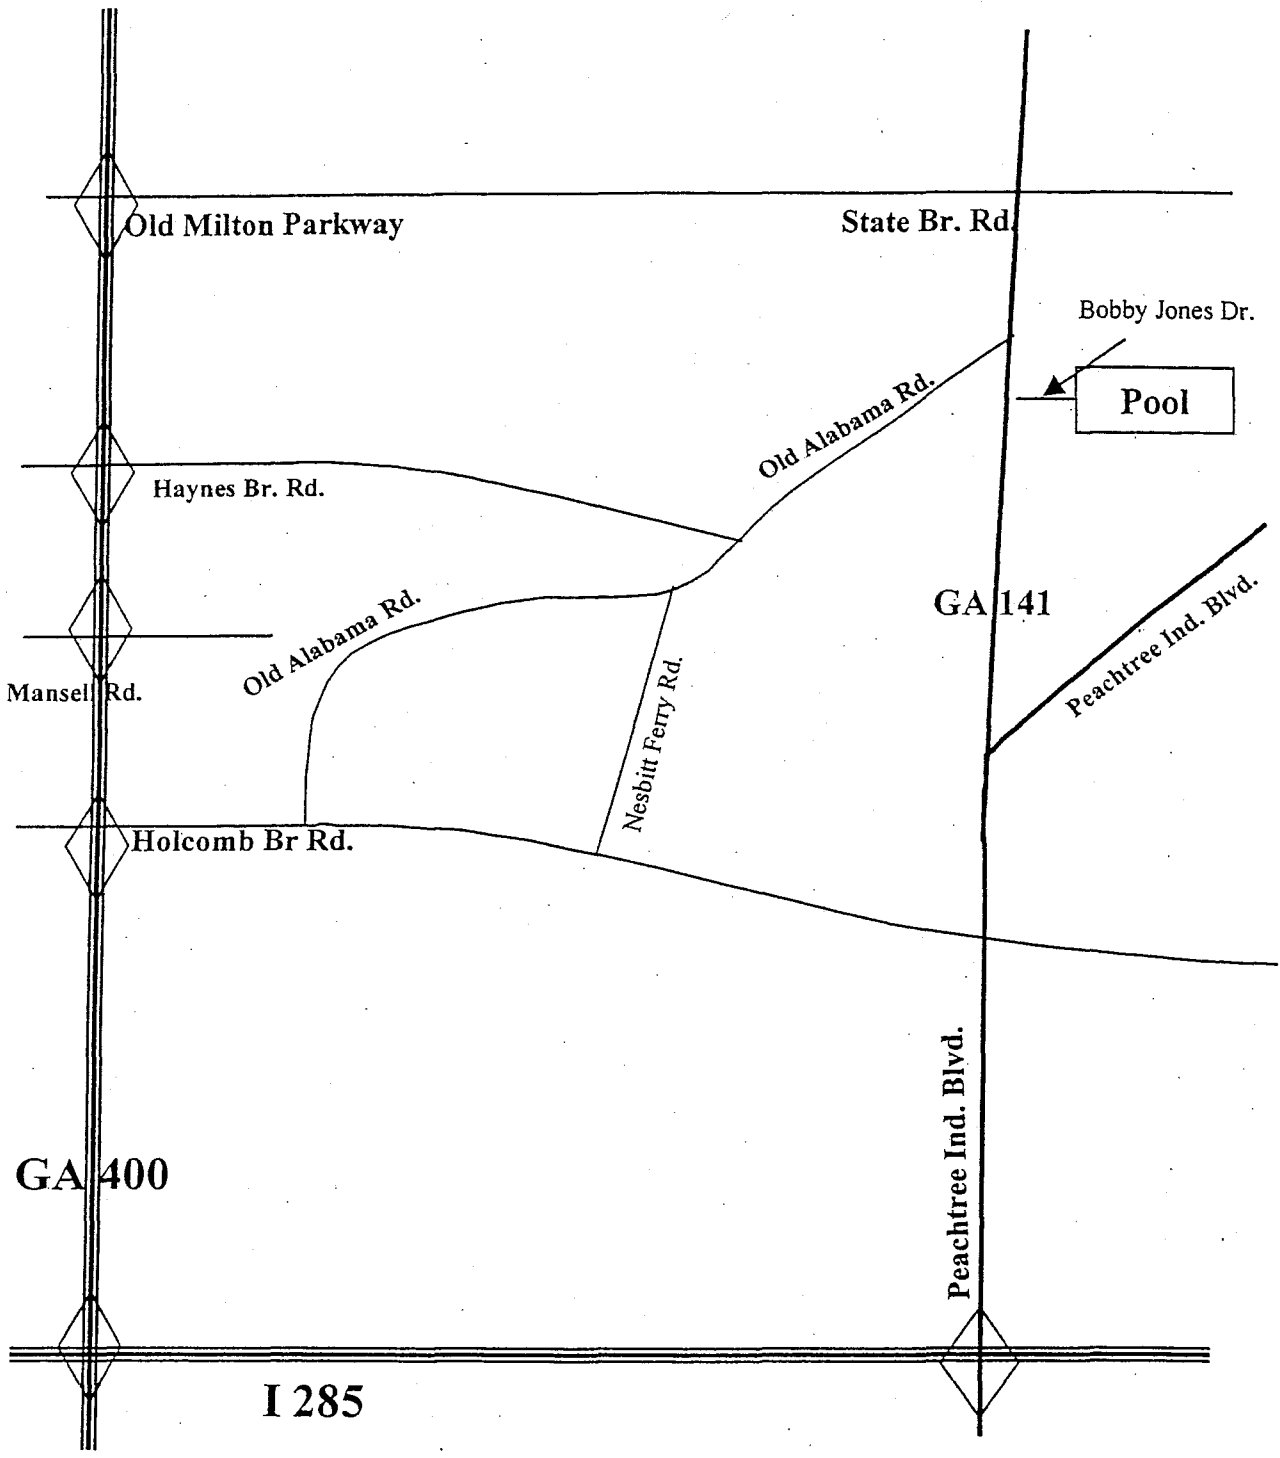 Old Milton Parkway
State Br. Rd.
Bobby Jones Dr.
Pool
Old Alabama Rd.
Haynes Br. Rd.
Old Alabama Rd.
GA 141
Peachtree Ind. Blvd.
Mansell Rd.
Nesbitt Ferry Rd.
Holcomb Br Rd.
Peachtree Ind. Blvd.
GA 400
I 285